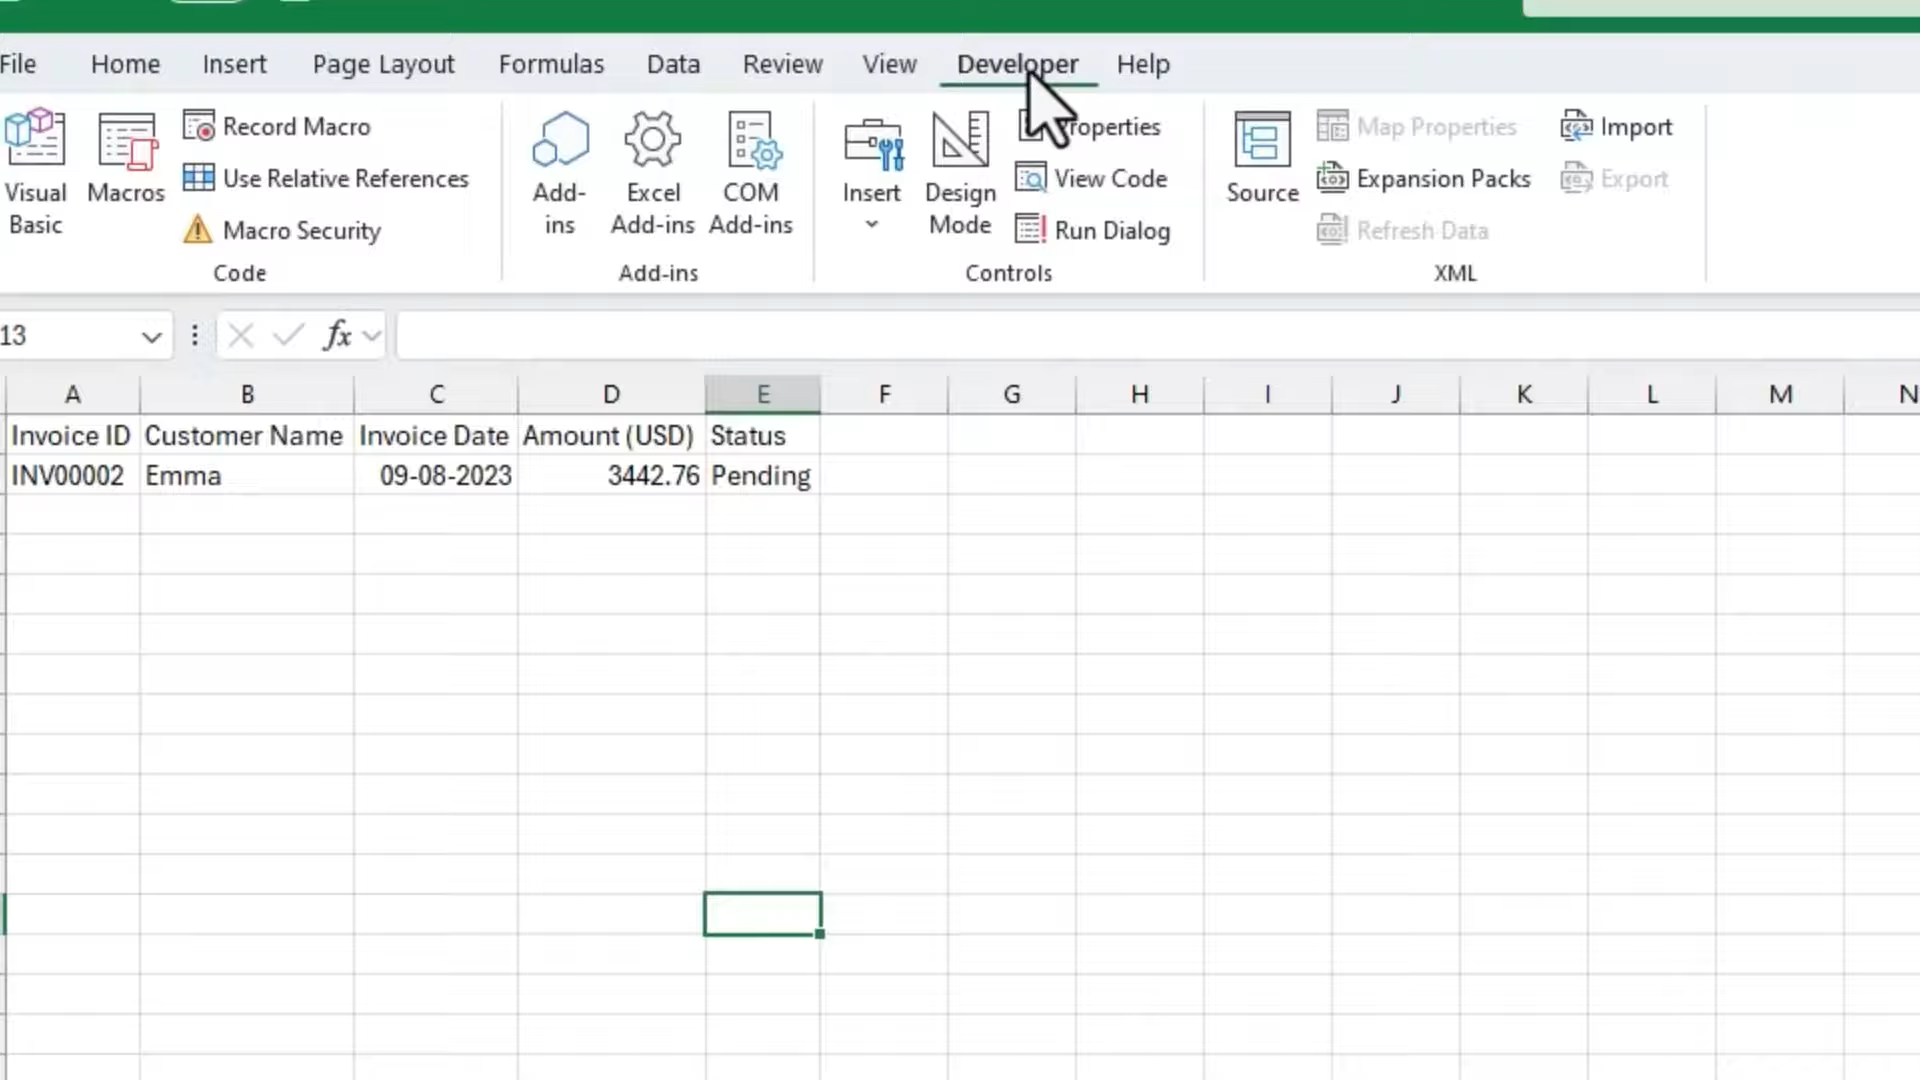 File Home Insert Page Layout Formulas Data Review View Developer Help
Visual Basic
Macros
Record Macro
Use Relative References
Macro Security
Code
Add-ins
Excel Add-ins
COM Add-ins
Add-ins
Insert
Design Mode
Properties
View Code
Run Dialog
Controls
Source
Map Properties
Expansion Packs
Refresh Data
Import
Export
XML
13
fx
A B C D E F G H I J K L M N
Invoice ID Customer Name Invoice Date Amount (USD) Status
INV00002 Emma 09-08-2023 3442.76 Pending